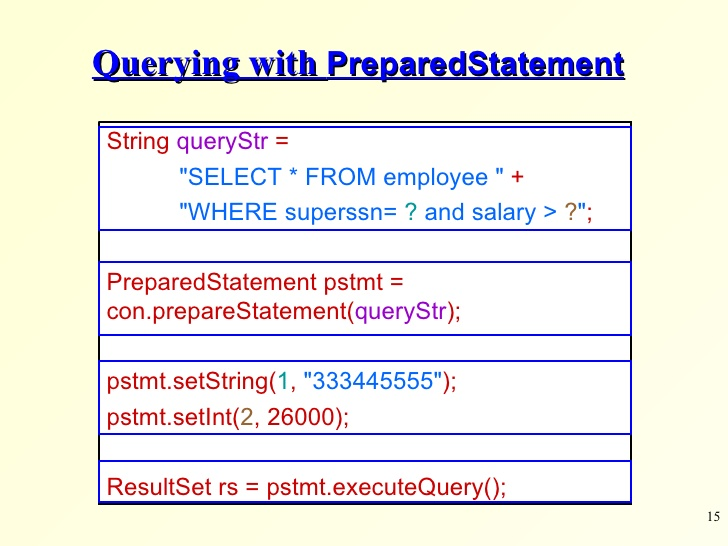 Querying with PreparedStatement
String queryStr =
"SELECT * FROM employee " +
"WHERE superssn= ? and salary > ?";
PreparedStatement pstmt =
con.prepareStatement(queryStr);
pstmt.setString(1, "333445555");
pstmt.setInt(2, 26000);
ResultSet rs = pstmt.executeQuery();
15